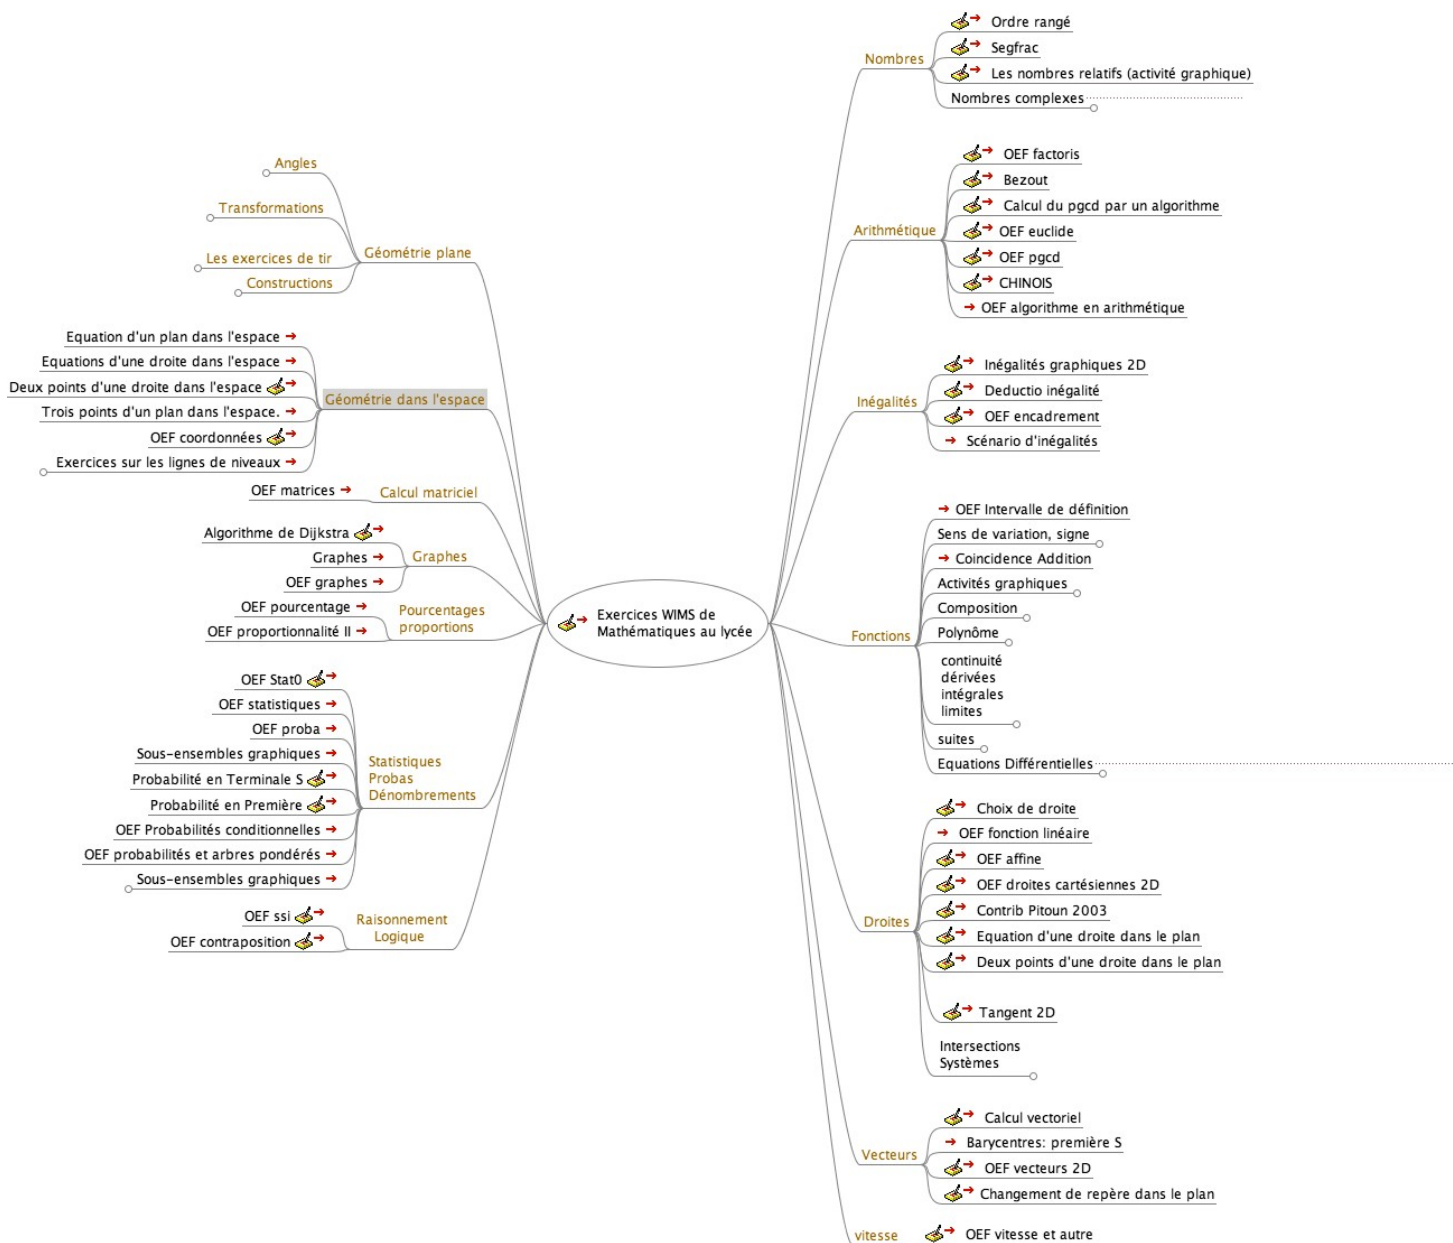 Exercices WIMS de
Mathématiques au lycée
Géométrie plane
Angles
Transformations
Les exercices de tir
Constructions
Géométrie dans l'espace
Equation d'un plan dans l'espace
Equations d'une droite dans l'espace
Deux points d'une droite dans l'espace
Trois points d'un plan dans l'espace.
OEF coordonnées
Exercices sur les lignes de niveaux
Calcul matriciel
OEF matrices
Graphes
Algorithme de Dijkstra
Graphes
OEF graphes
Pourcentages
proportions
OEF pourcentage
OEF proportionnalité II
Statistiques
Probas
Dénombrements
OEF Stat0
OEF statistiques
OEF proba
Sous-ensembles graphiques
Probabilité en Terminale S
Probabilité en Première
OEF Probabilités conditionnelles
OEF probabilités et arbres pondérés
Sous-ensembles graphiques
Raisonnement
Logique
OEF ssi
OEF contraposition
Nombres
Ordre rangé
Segfrac
Les nombres relatifs (activité graphique)
Nombres complexes
Arithmétique
OEF factoris
Bezout
Calcul du pgcd par un algorithme
OEF euclide
OEF pgcd
CHINOIS
OEF algorithme en arithmétique
Inégalités
Inégalités graphiques 2D
Deductio inégalité
OEF encadrement
Scénario d'inégalités
Fonctions
OEF Intervalle de définition
Sens de variation, signe
Coincidence Addition
Activités graphiques
Composition
Polynôme
continuité
dérivées
intégrales
limites
suites
Equations Différentielles
Droites
Choix de droite
OEF fonction linéaire
OEF affine
OEF droites cartésiennes 2D
Contrib Pitoun 2003
Equation d'une droite dans le plan
Deux points d'une droite dans le plan
Tangent 2D
Intersections
Systèmes
Vecteurs
Calcul vectoriel
Barycentres: première S
OEF vecteurs 2D
Changement de repère dans le plan
vitesse
OEF vitesse et autre